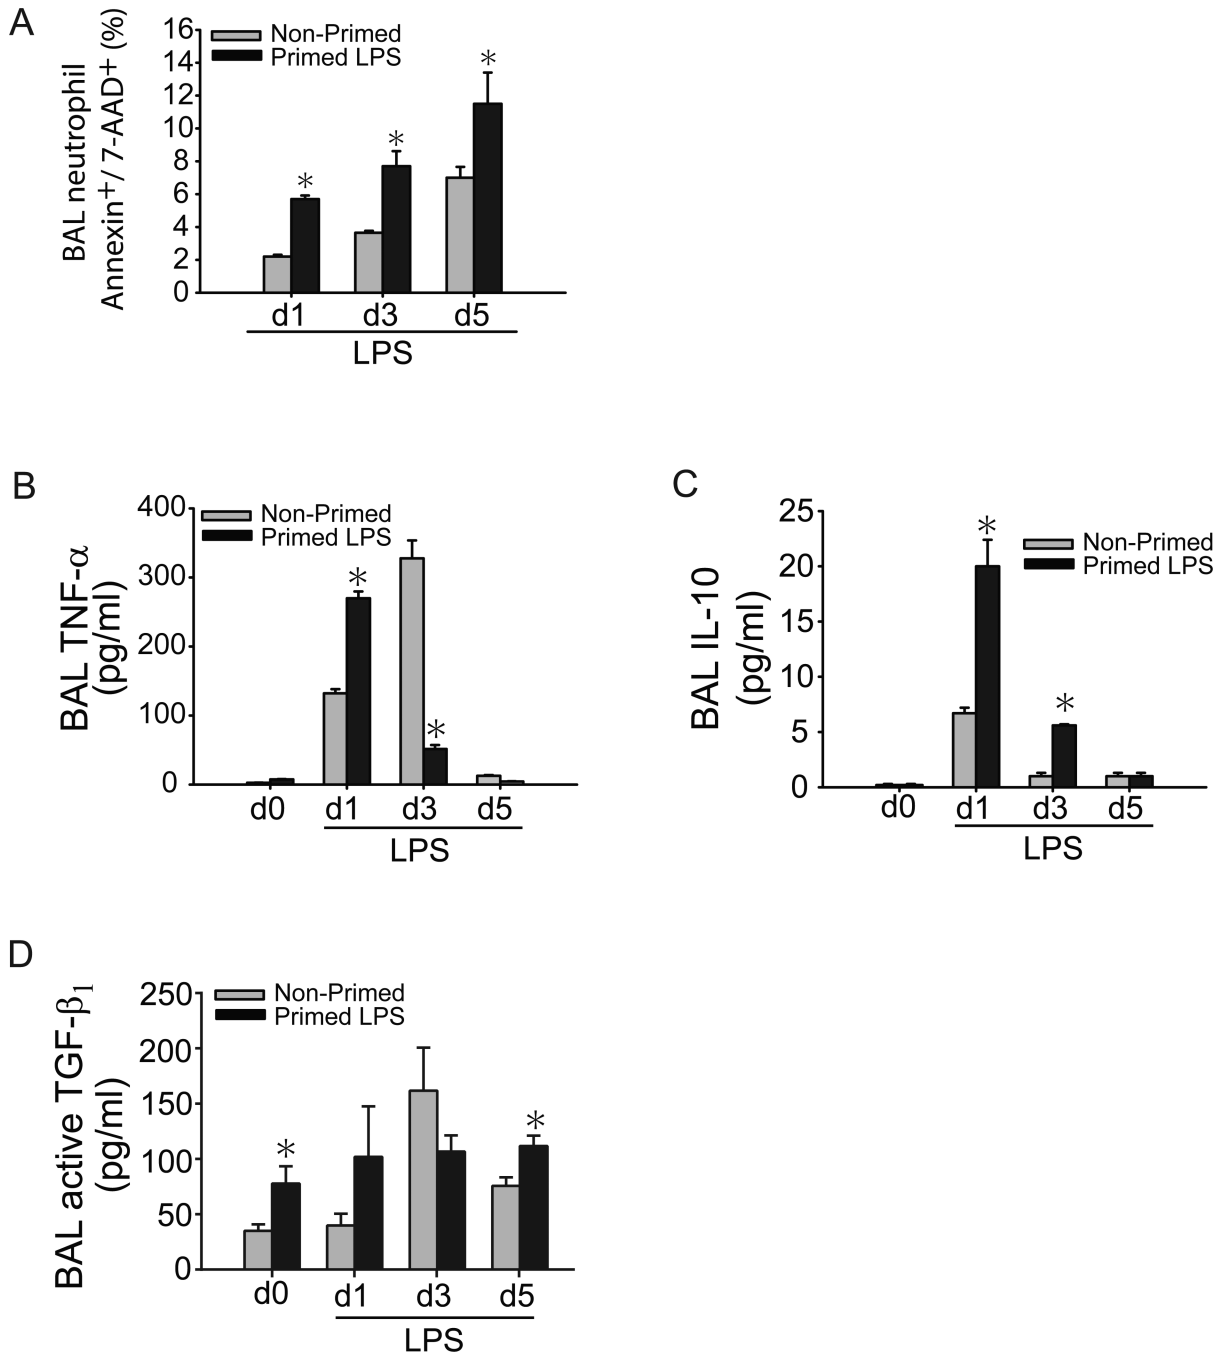 A
BAL neutrophil
Annexin⁺/ 7-AAD⁺ (%)
16
14
12
10
8
6
4
2
0
Non-Primed
Primed LPS
*
*
*
d1 d3 d5
LPS
B
BAL TNF-α
(pg/ml)
400
300
200
100
0
Non-Primed
Primed LPS
*
*
d0 d1 d3 d5
LPS
C
BAL IL-10
(pg/ml)
25
20
15
10
5
0
Non-Primed
Primed LPS
*
*
d0 d1 d3 d5
LPS
D
BAL active TGF-β₁
(pg/ml)
250
200
150
100
50
0
Non-Primed
Primed LPS
*
*
d0 d1 d3 d5
LPS